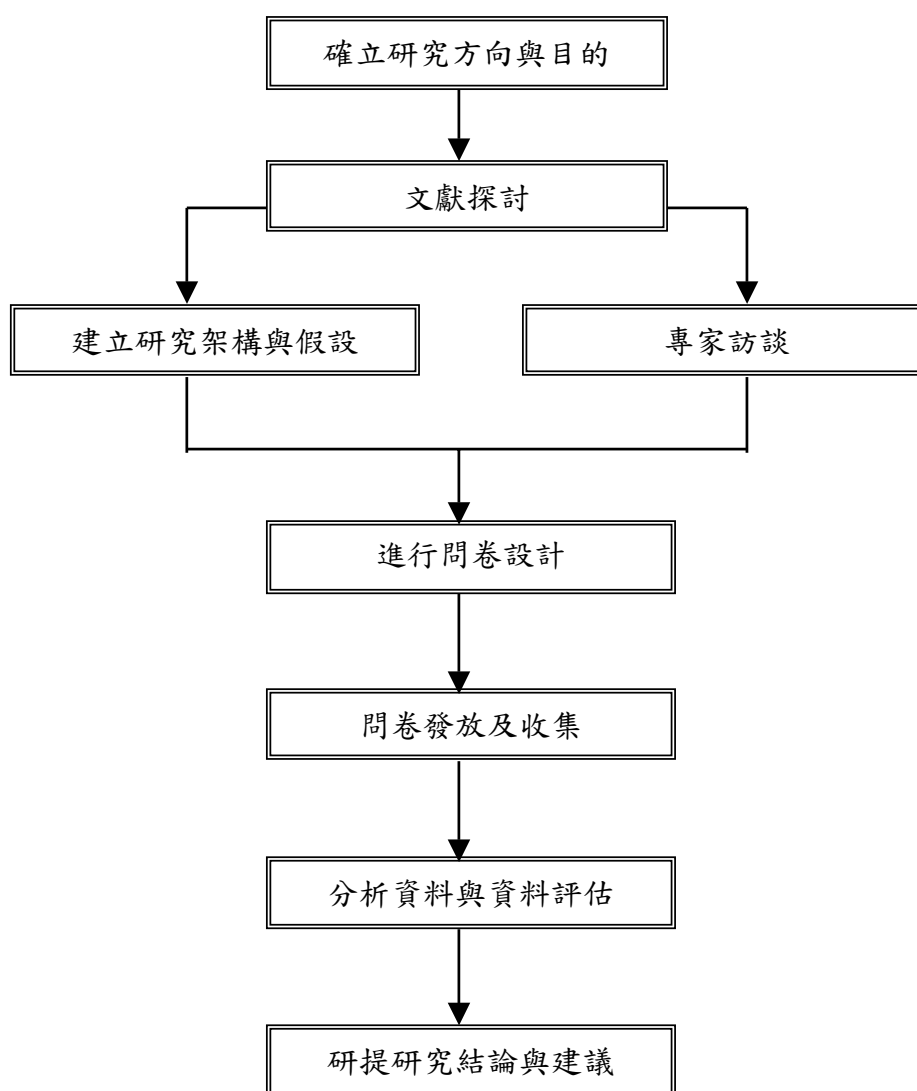 確立研究方向與目的
文獻探討
建立研究架構與假設
專家訪談
進行問卷設計
問卷發放及收集
分析資料與資料評估
研提研究結論與建議